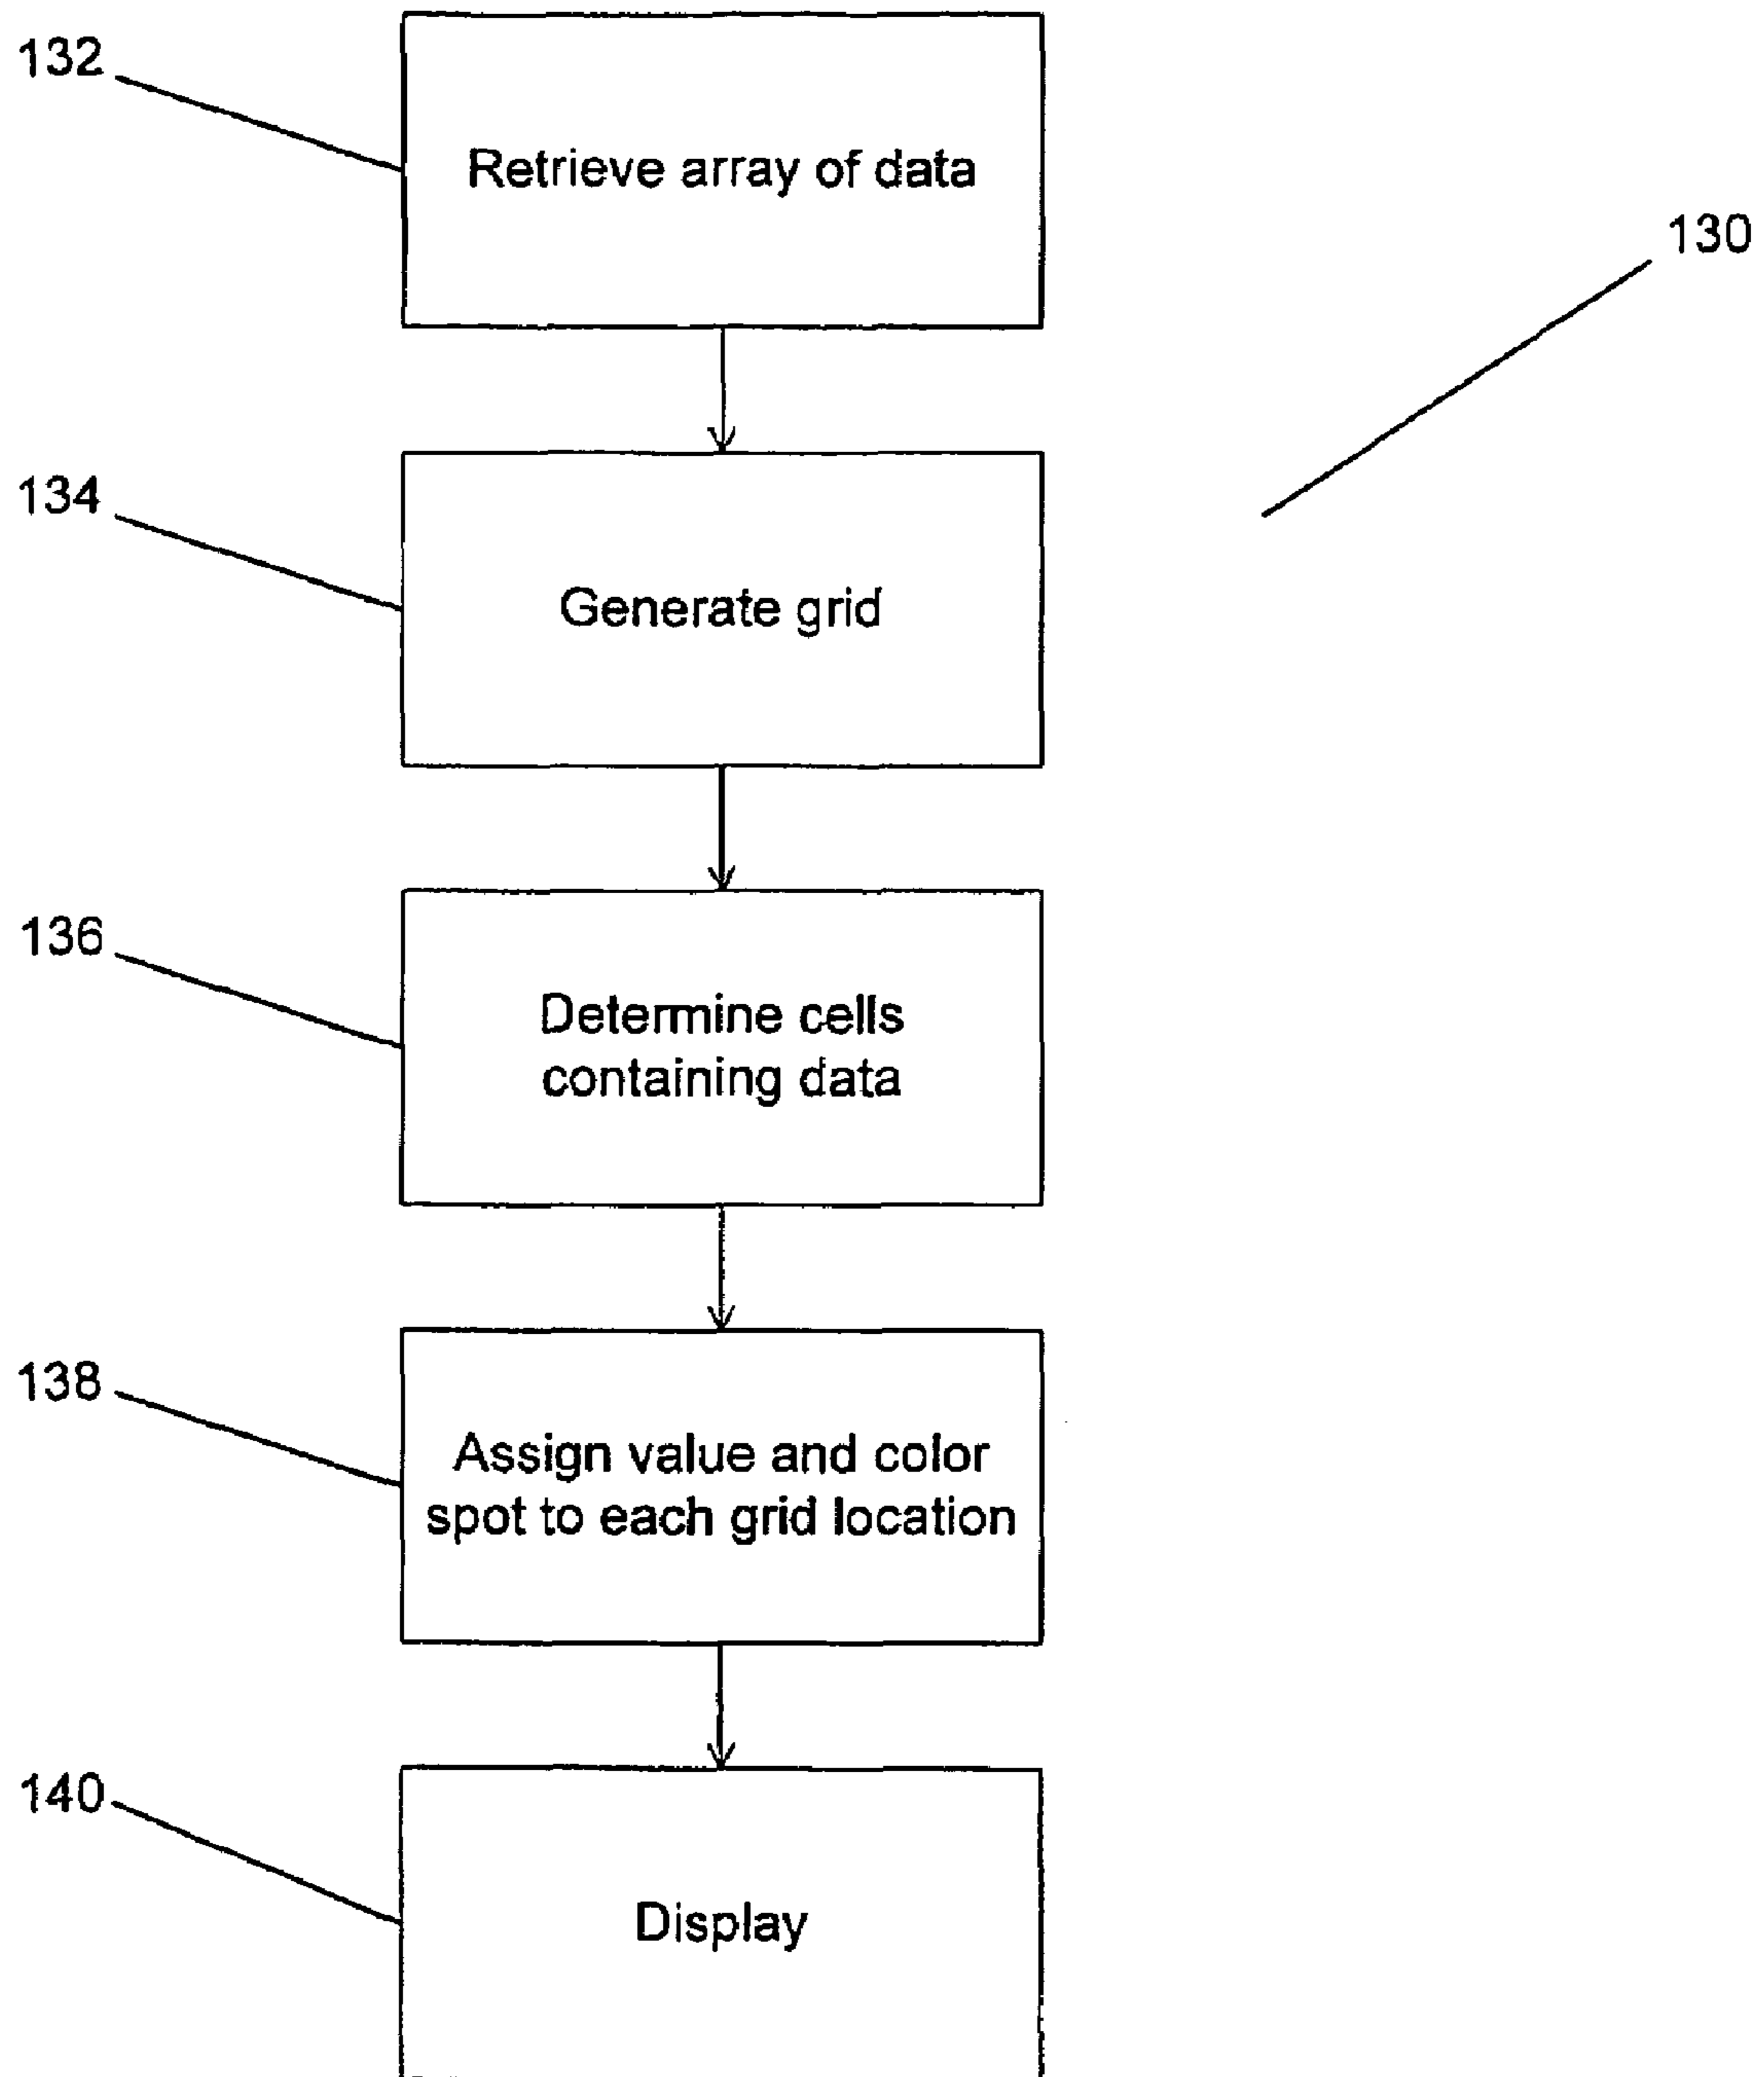 132
Retrieve array of data
130
134
Generate grid
136
Determine cells
containing data
138
Assign value and color
spot to each grid location
140
Display